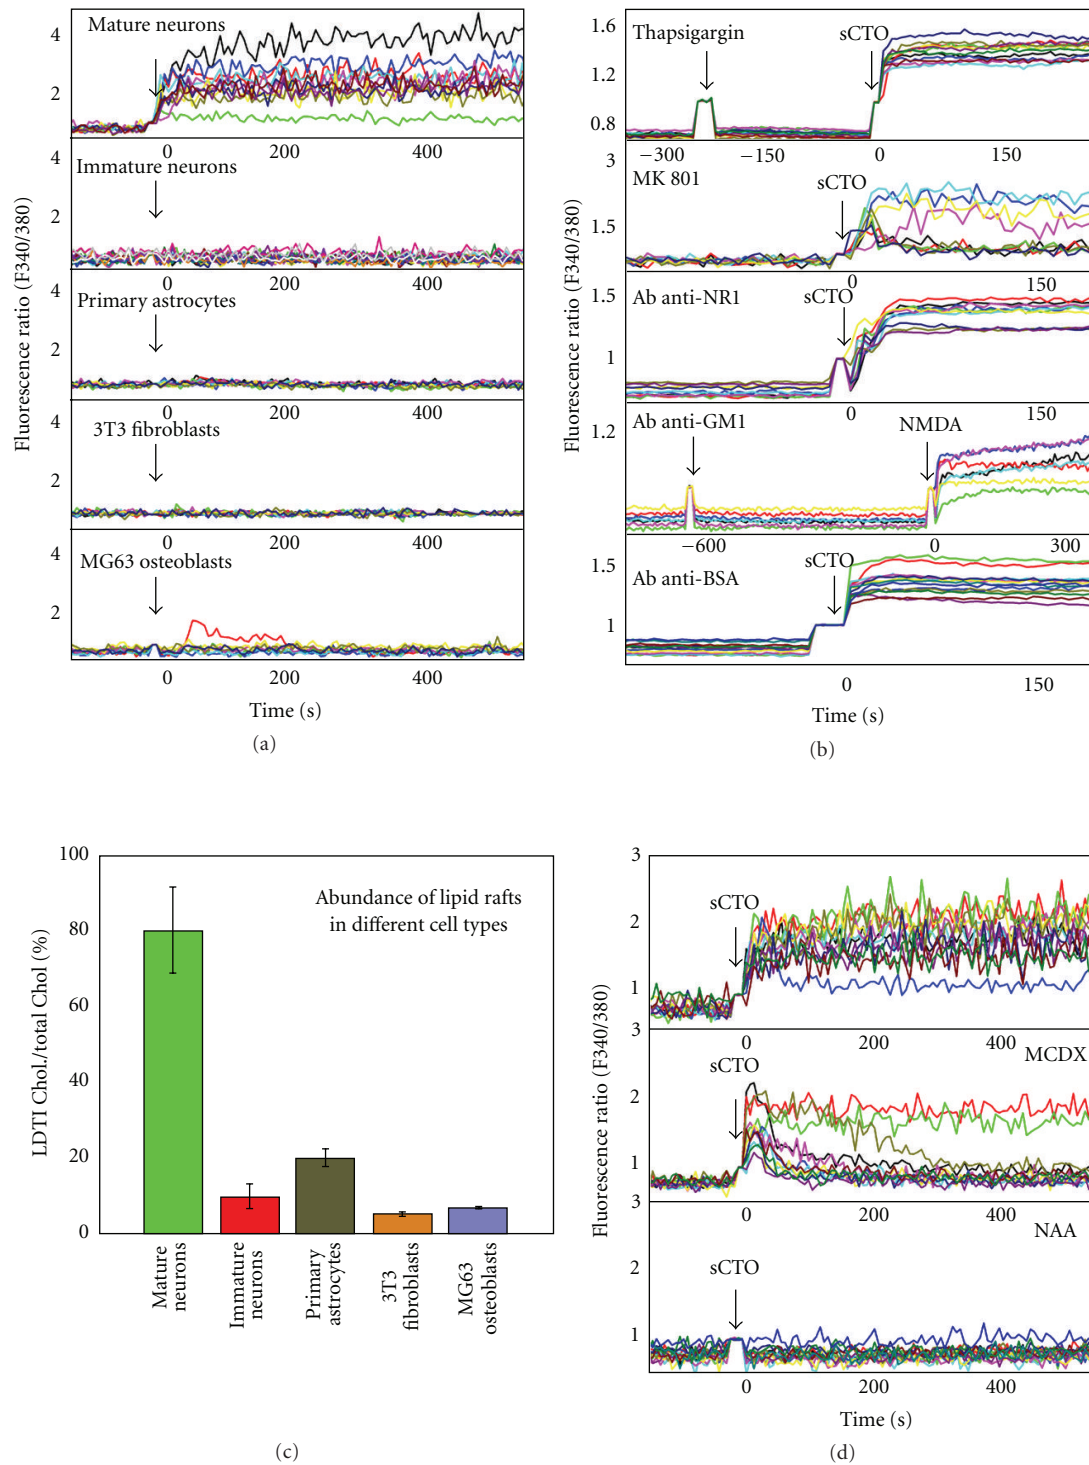 Fluorescence ratio (F340/380)
4
Mature neurons
2
0 200 400
4
Immature neurons
2
0 200 400
4
Primary astrocytes
2
0 200 400
4
3T3 fibroblasts
2
0 200 400
4
MG63 osteoblasts
2
0 200 400
Time (s)
(a)
Fluorescence ratio (F340/380)
1.6
Thapsigargin sCTO
1.2
0.8
−300 −150 0 150
3
MK 801
sCTO
1.5
0 150
1.5
Ab anti-NR1 sCTO
1
0 150
1.2
Ab anti-GM1 NMDA
−600 0 300
1.5
Ab anti-BSA sCTO
1
0 150
Time (s)
(b)
LDTI Chol./total Chol (%)
100
80
60
40
20
0
Abundance of lipid rafts
in different cell types
Mature
neurons
Immature
neurons
Primary
astrocytes
3T3
fibroblasts
MG63
osteoblasts
(c)
Fluorescence ratio (F340/380)
3
sCTO
2
1
0 200 400
3
MCDX
sCTO
2
1
0 200 400
3
NAA
sCTO
2
1
0 200 400
Time (s)
(d)